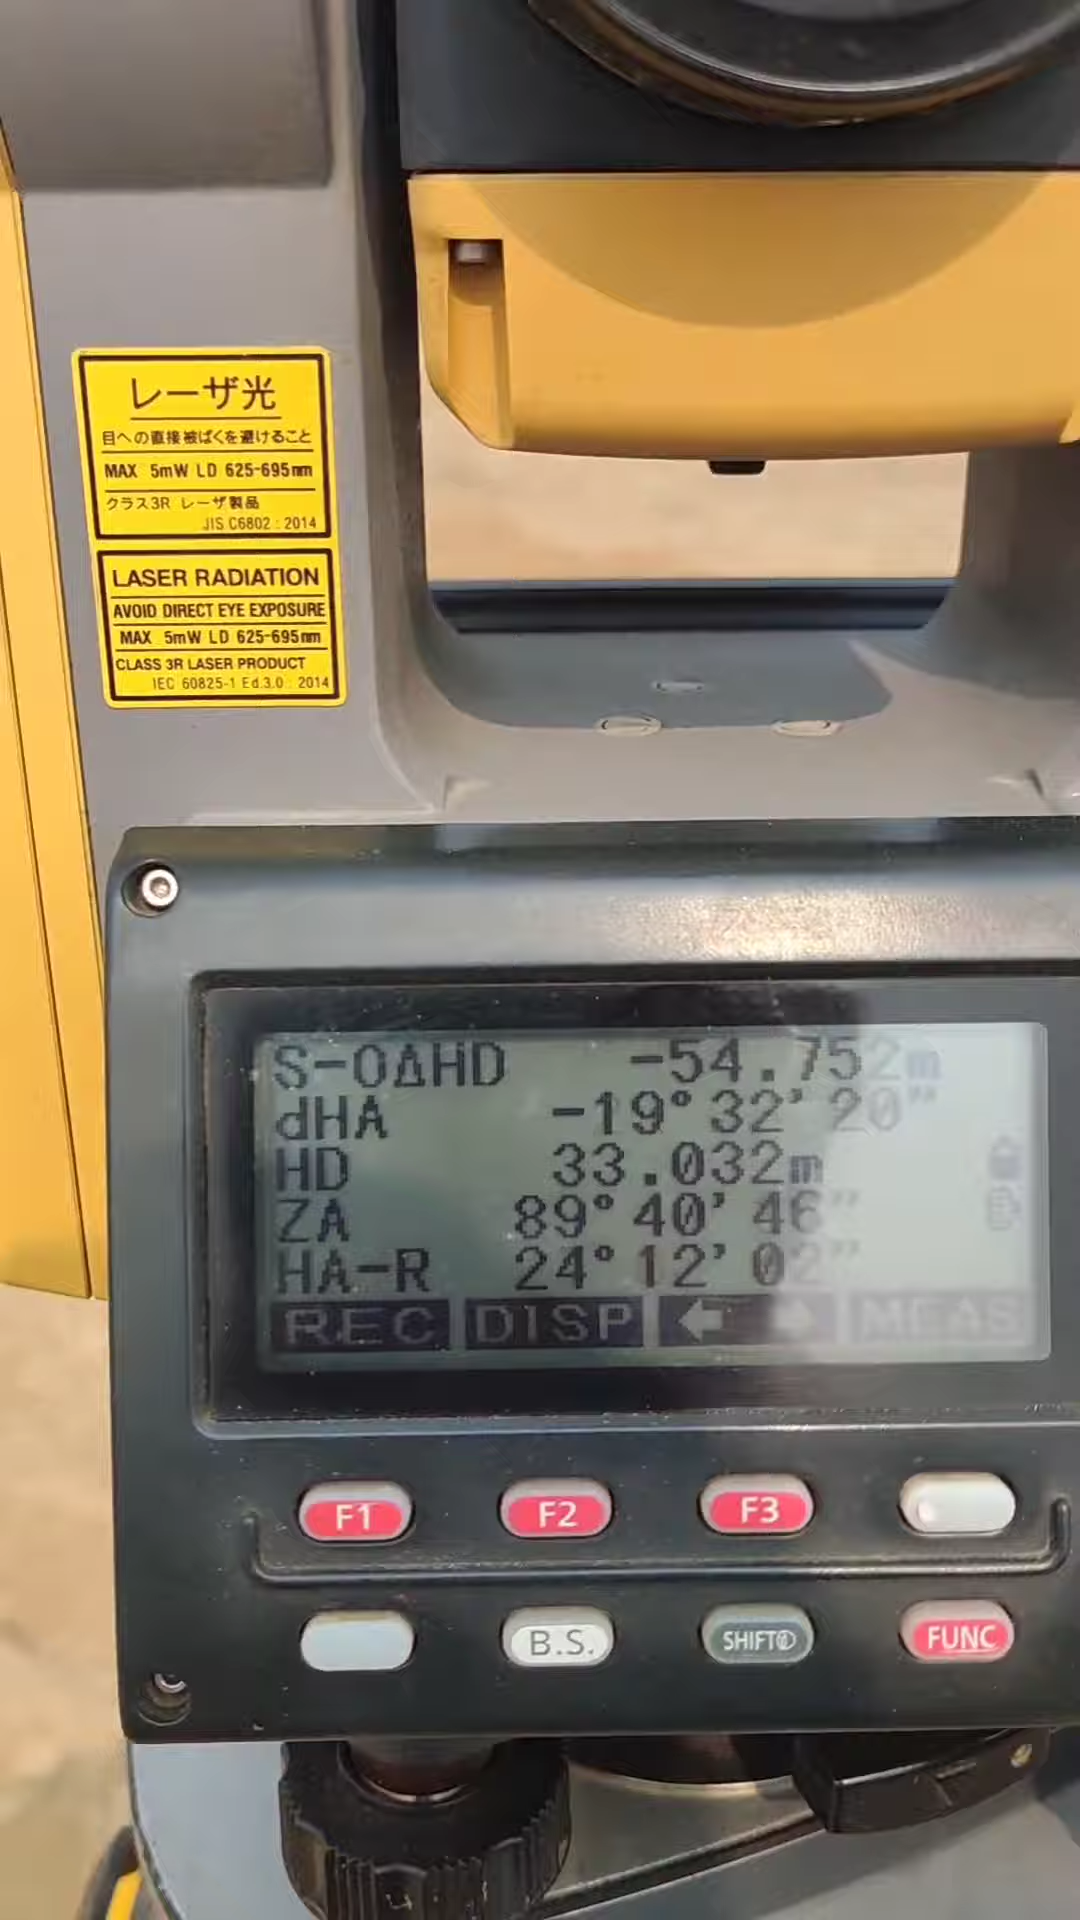 レーザ光
目への直接被ばくを避けること
MAX 5mW LD 625-695nm
クラス3R レーザ製品
JIS C6802 : 2014
LASER RADIATION
AVOID DIRECT EYE EXPOSURE
MAX 5mW LD 625-695nm
CLASS 3R LASER PRODUCT
IEC 60825-1 Ed.3.0 : 2014
S-OΔHD -54.752m
dHA -19°32'20"
HD 33.032m
ZA 89°40'46"
HA-R 24°12'02"
REC DISP ← → MEAS
F1 F2 F3
B.S. SHIFT FUNC